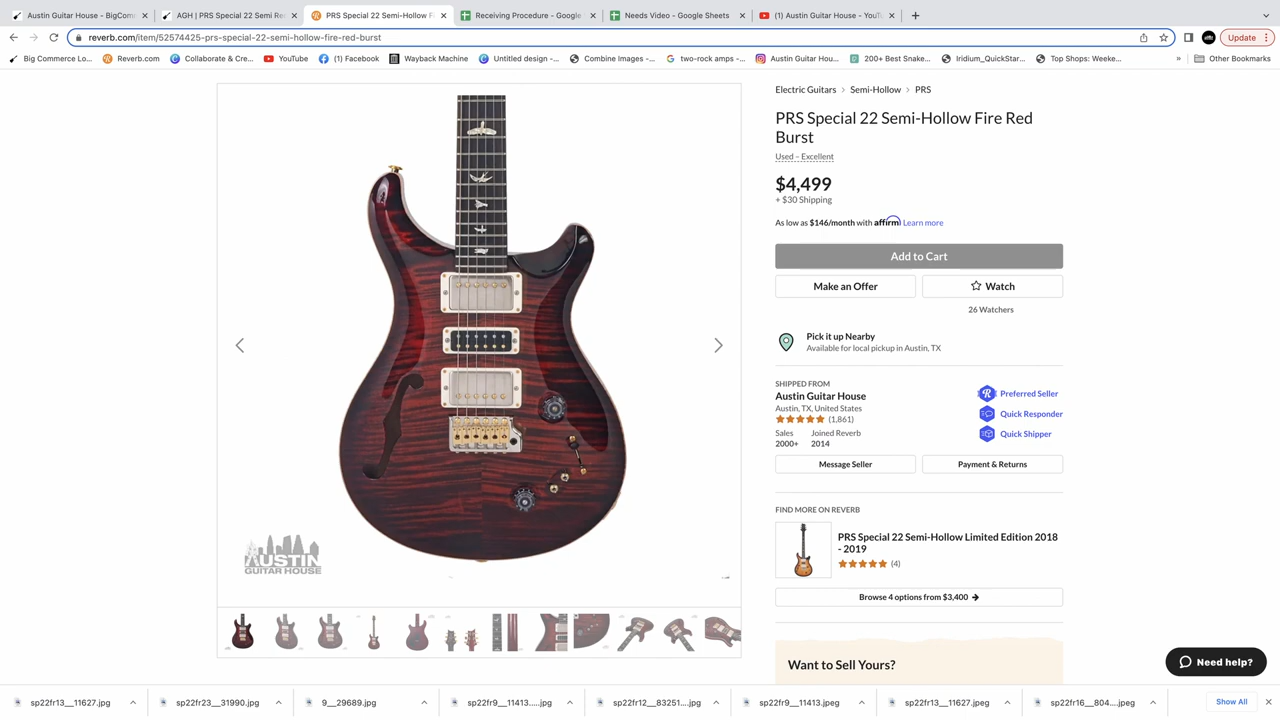 Austin Guitar House - BigComm
AGH | PRS Special 22 Semi Re
PRS Special 22 Semi-Hollow F
Receiving Procedure - Google
Needs Video - Google Sheets
(1) Austin Guitar House - YouT
reverb.com/item/52574425-prs-special-22-semi-hollow-fire-red-burst
Update
Big Commerce Lo...
Reverb.com
Collaborate & Cre...
YouTube
(1) Facebook
Wayback Machine
Untitled design -...
Combine Images -...
two-rock amps -...
Austin Guitar Hou...
200+ Best Snake...
Iridium_QuickStar...
Top Shops: Weeke...
Other Bookmarks
Electric Guitars > Semi-Hollow > PRS
PRS Special 22 Semi-Hollow Fire Red
Burst
Used – Excellent
$4,499
+ $30 Shipping
As low as $146/month with affirm Learn more
Add to Cart
Make an Offer
Watch
26 Watchers
Pick it up Nearby
Available for local pickup in Austin, TX
SHIPPED FROM
Austin Guitar House
Austin, TX, United States
(1,861)
Sales
2000+
Joined Reverb
2014
Preferred Seller
Quick Responder
Quick Shipper
Message Seller
Payment & Returns
FIND MORE ON REVERB
PRS Special 22 Semi-Hollow Limited Edition 2018
- 2019
(4)
Browse 4 options from $3,400
Want to Sell Yours?
AUSTIN
GUITAR HOUSE
Need help?
sp22fr13__11627.jpg
sp22fr23__31990.jpg
9__29689.jpg
sp22fr9__11413.....jpg
sp22fr12__83251....jpg
sp22fr9__11413.jpeg
sp22fr13__11627.jpeg
sp22fr16__804....jpeg
Show All